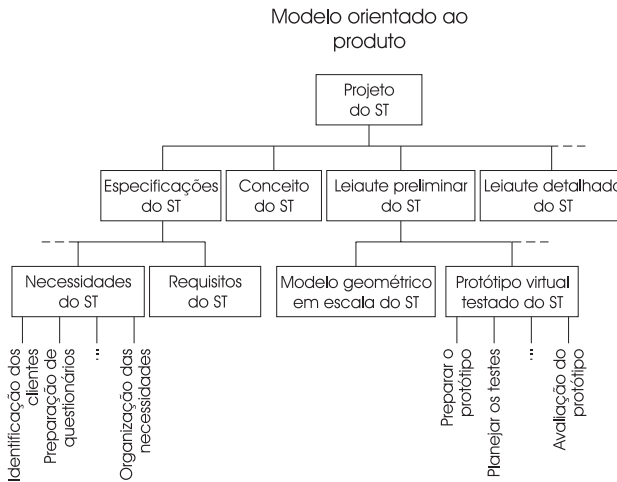 Modelo orientado ao
produto
Projeto
do ST
Especificações
do ST
Conceito
do ST
Leiaute preliminar
do ST
Leiaute detalhado
do ST
Necessidades
do ST
Requisitos
do ST
Modelo geométrico
em escala do ST
Protótipo virtual
testado do ST
Identificação dos
clientes
Preparação de
questionários
...
Organização das
necessidades
Preparar o
protótipo
Planejar os testes
...
Avaliação do
protótipo